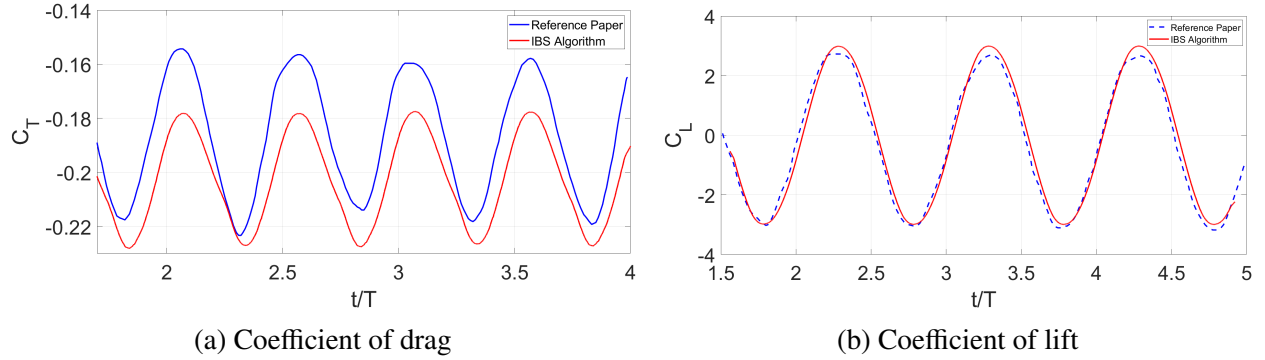 -0.14
-0.16
-0.18
-0.2
-0.22
C_T
2
2.5
3
3.5
4
t/T
Reference Paper
IBS Algorithm
(a) Coefficient of drag
4
2
0
-2
-4
C_L
1.5
2
2.5
3
3.5
4
4.5
5
t/T
Reference Paper
IBS Algorithm
(b) Coefficient of lift